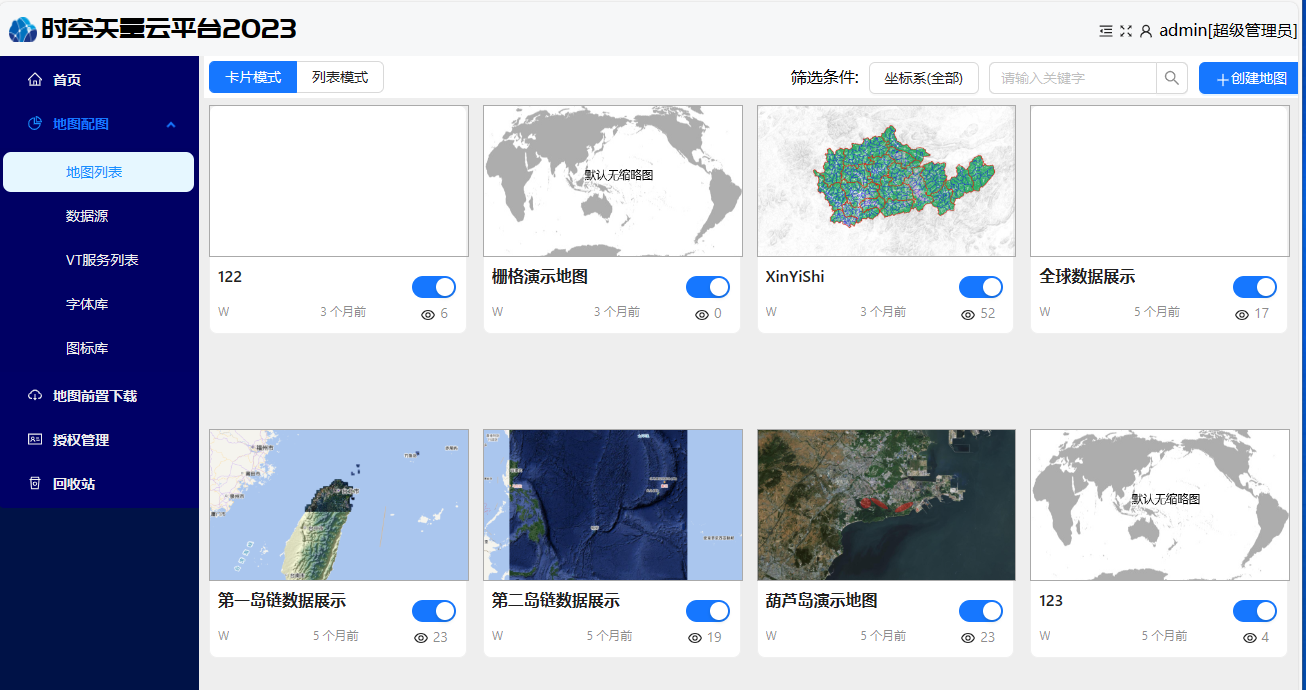 时空矢量云平台2023
admin[超级管理员]
首页
地图配图
地图列表
数据源
VT服务列表
字体库
图标库
地图前置下载
授权管理
回收站
卡片模式
列表模式
筛选条件:
坐标系(全部)
请输入关键字
+创建地图
122
W 3 个月前 6
默认无缩略图
栅格演示地图
W 3 个月前 0
XinYiShi
W 3 个月前 52
全球数据展示
W 5 个月前 17
第一岛链数据展示
W 5 个月前 23
第二岛链数据展示
W 5 个月前 19
葫芦岛演示地图
W 5 个月前 23
默认无缩略图
123
W 5 个月前 4